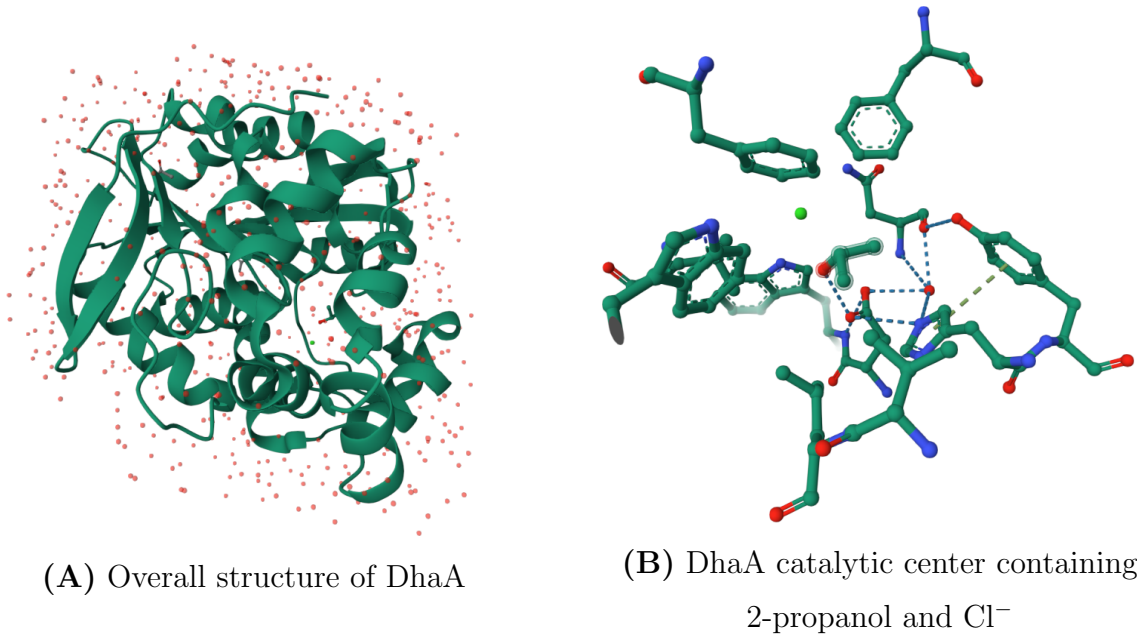 (A) Overall structure of DhaA
(B) DhaA catalytic center containing
2-propanol and Cl⁻